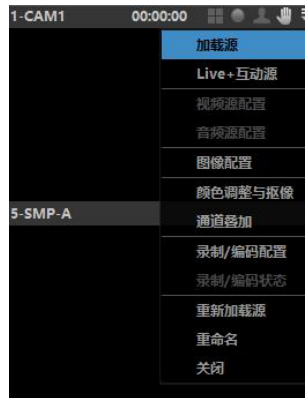 1-CAM1 00:00:00
加载源
Live+互动源
视频源配置
音频源配置
图像配置
颜色调整与抠像
5-SMP-A
通道叠加
录制/编码配置
录制/编码状态
重新加载源
重命名
关闭